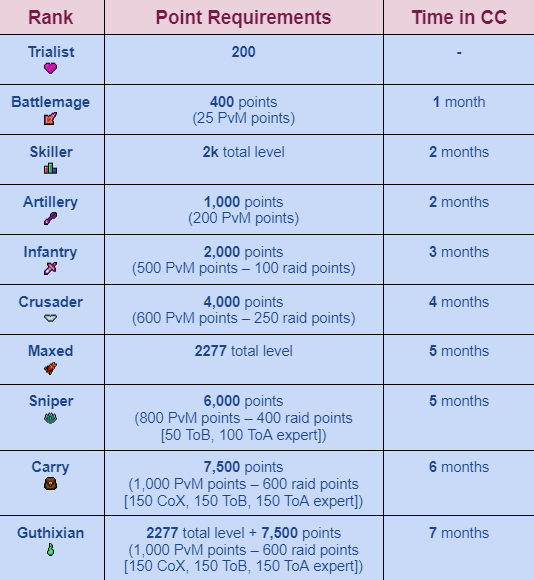 Rank Point Requirements Time in CC
Trialist 200 -
Battlemage 400 points 1 month
(25 PvM points)
Skiller 2k total level 2 months
Artillery 1,000 points 2 months
(200 PvM points)
Infantry 2,000 points 3 months
(500 PvM points – 100 raid points)
Crusader 4,000 points 4 months
(600 PvM points – 250 raid points)
Maxed 2277 total level 5 months
Sniper 6,000 points 5 months
(800 PvM points – 400 raid points
[50 ToB, 100 ToA expert])
Carry 7,500 points 6 months
(1,000 PvM points – 600 raid points
[150 CoX, 150 ToB, 150 ToA expert])
Guthixian 2277 total level + 7,500 points 7 months
(1,000 PvM points – 600 raid points
[150 CoX, 150 ToB, 150 ToA expert])